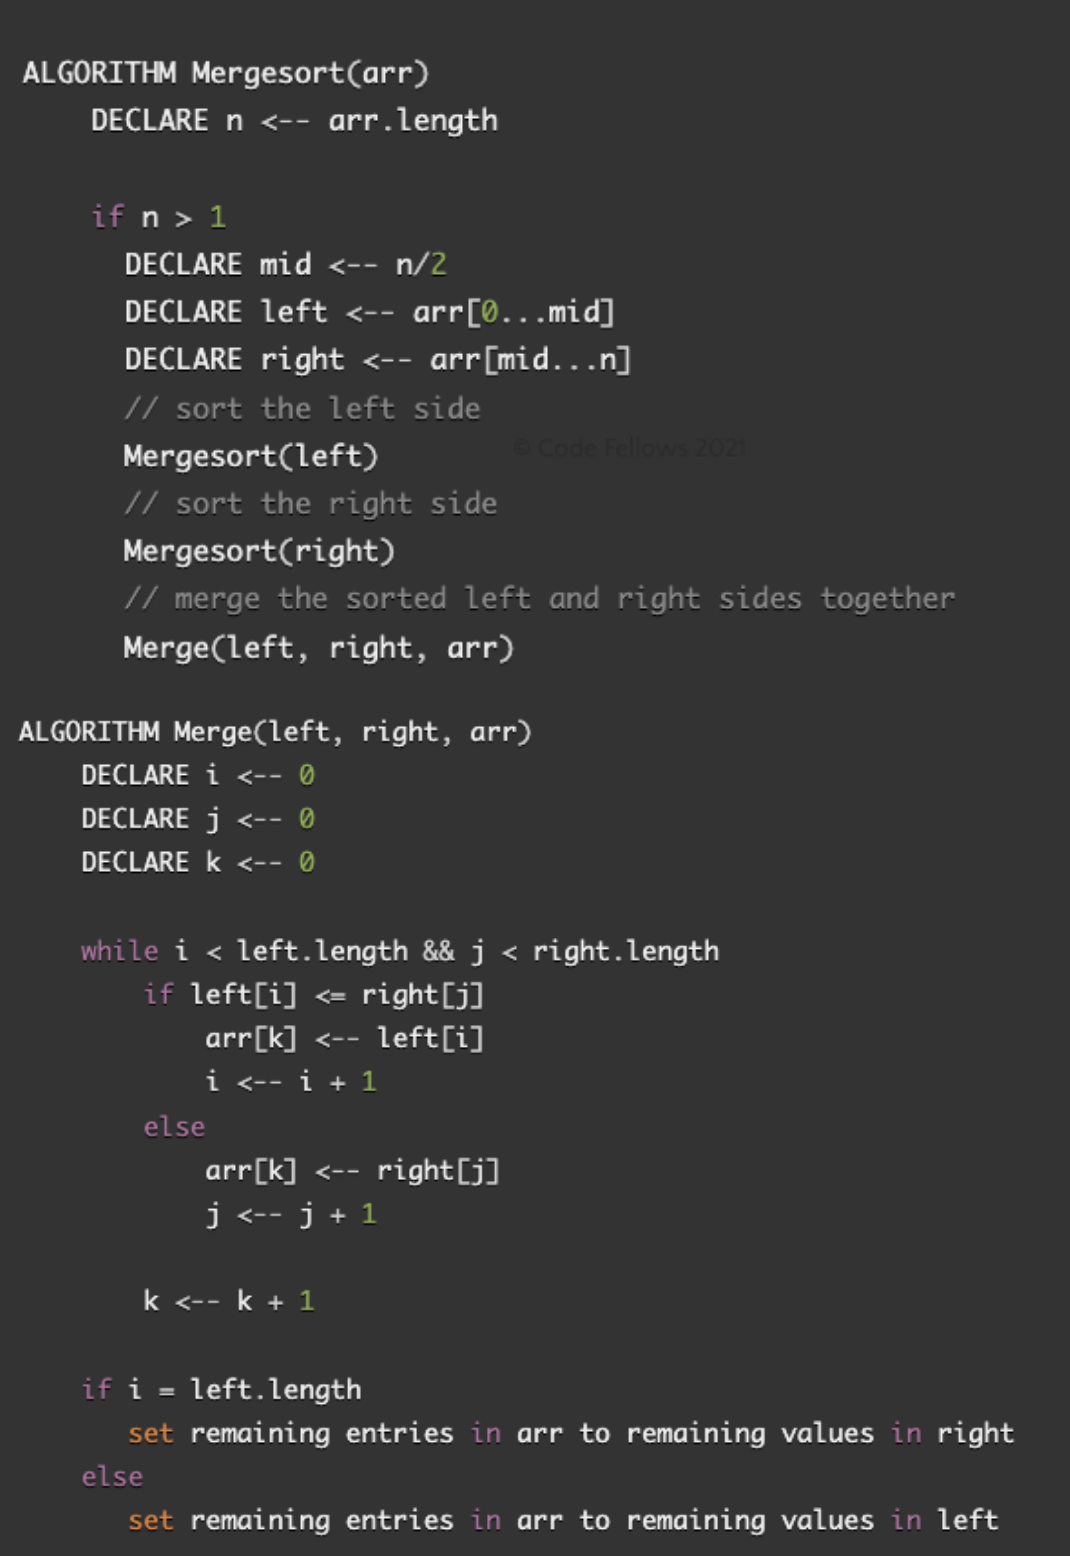 ALGORITHM Mergesort(arr)
DECLARE n <-- arr.length
if n > 1
DECLARE mid <-- n/2
DECLARE left <-- arr[0...mid]
DECLARE right <-- arr[mid...n]
// sort the left side
Mergesort(left)
© Code Fellows 2021
// sort the right side
Mergesort(right)
// merge the sorted left and right sides together
Merge(left, right, arr)
ALGORITHM Merge(left, right, arr)
DECLARE i <-- 0
DECLARE j <-- 0
DECLARE k <-- 0
while i < left.length && j < right.length
if left[i] <= right[j]
arr[k] <-- left[i]
i <-- i + 1
else
arr[k] <-- right[j]
j <-- j + 1
k <-- k + 1
if i = left.length
set remaining entries in arr to remaining values in right
else
set remaining entries in arr to remaining values in left